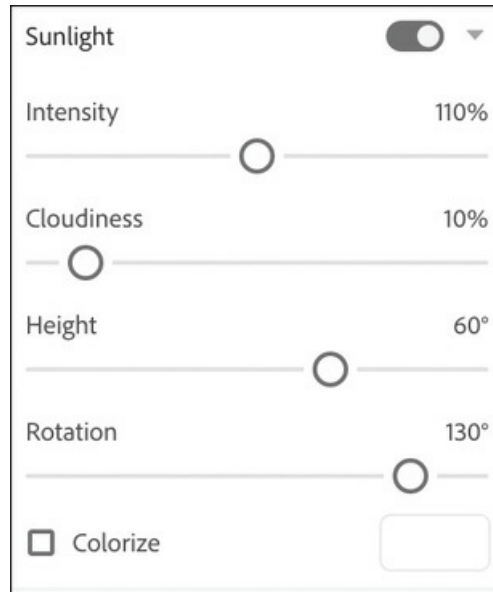 Sunlight
Intensity 110%
Cloudiness 10%
Height 60°
Rotation 130°
Colorize